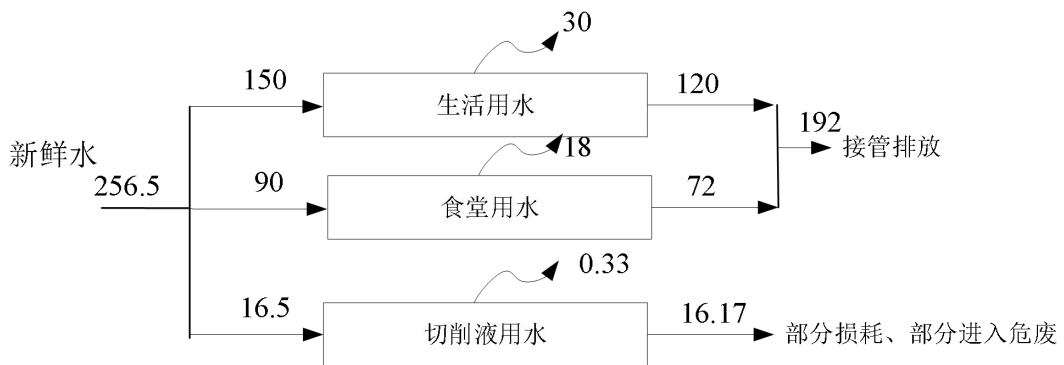 30
150
生活用水
120
新鲜水
18
192
接管排放
256.5
90
食堂用水
72
0.33
16.5
切削液用水
16.17
部分损耗、部分进入危废